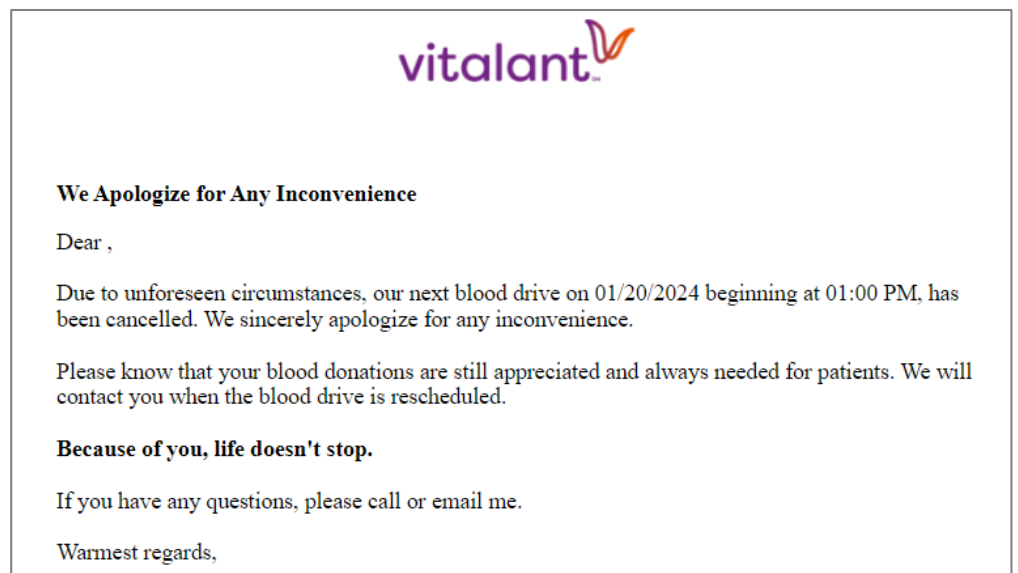 vitalant
We Apologize for Any Inconvenience
Dear ,
Due to unforeseen circumstances, our next blood drive on 01/20/2024 beginning at 01:00 PM, has
been cancelled. We sincerely apologize for any inconvenience.
Please know that your blood donations are still appreciated and always needed for patients. We will
contact you when the blood drive is rescheduled.
Because of you, life doesn't stop.
If you have any questions, please call or email me.
Warmest regards,